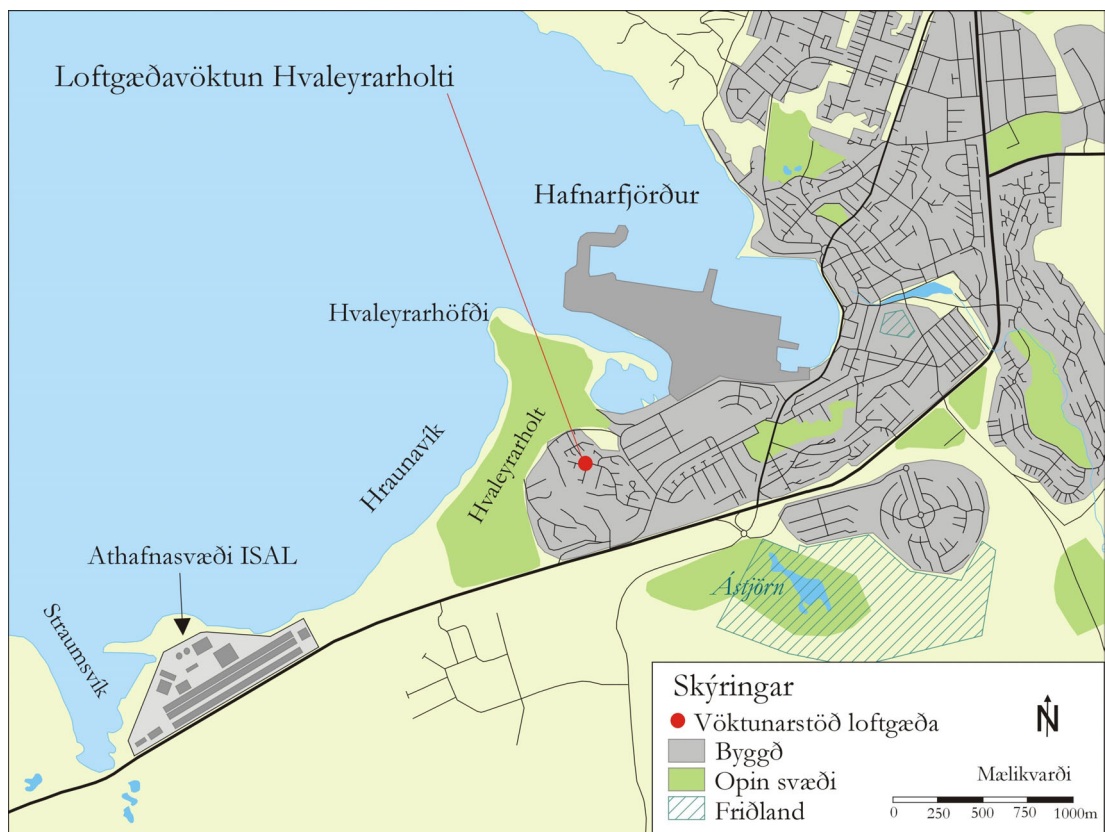 Loftgæðavöktun Hvaleyrarholti
Hafnarfjörður
Hvaleyrarhöfði
Hvaleyrarholt
Hraunavík
Athafnasvæði ISAL
Straumsvík
Ástjörn
Skýringar
Vöktunarstöð loftgæða
Byggð
Opin svæði
Friðland
N
Mælikvarði
0 250 500 750 1000m